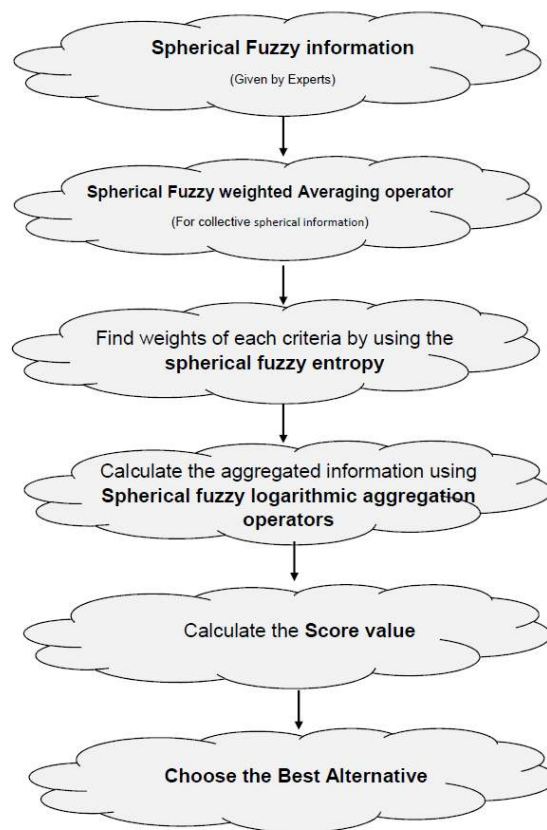 Spherical Fuzzy information
(Given by Experts)
Spherical Fuzzy weighted Averaging operator
(For collective spherical information)
Find weights of each criteria by using the
spherical fuzzy entropy
Calculate the aggregated information using
Spherical fuzzy logarithmic aggregation
operators
Calculate the Score value
Choose the Best Alternative